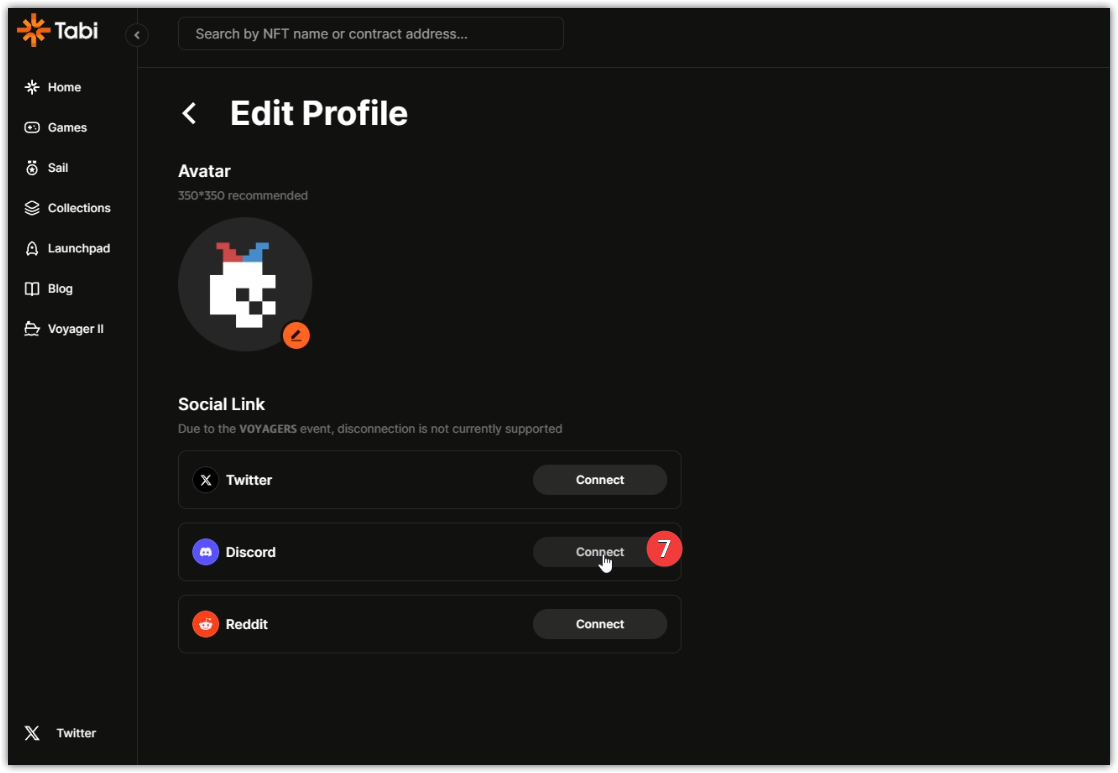 Tabi
Search by NFT name or contract address...
Home
Games
Sail
Collections
Launchpad
Blog
Voyager II
Twitter
Edit Profile
Avatar
350*350 recommended
Social Link
Due to the VOYAGERS event, disconnection is not currently supported
Twitter Connect
Discord Connect 7
Reddit Connect